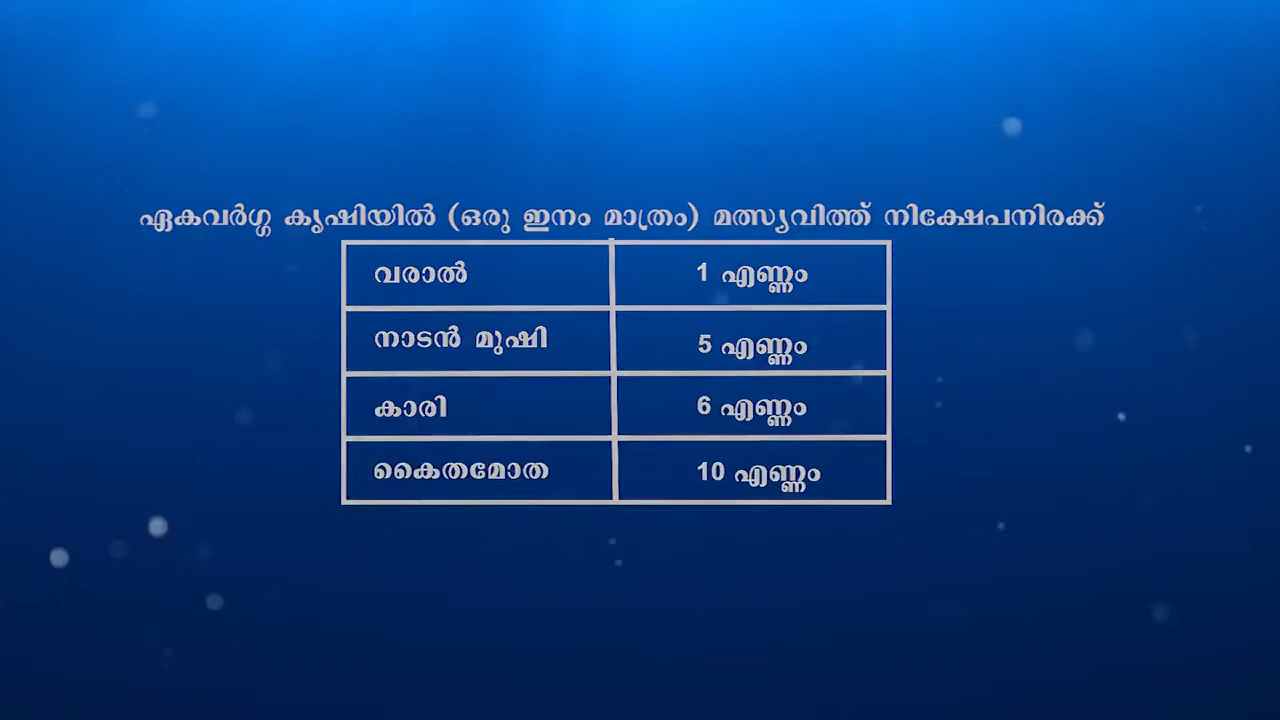 ഏകവർഗ്ഗ കൃഷിയിൽ (ഒരു ഇനം മാത്രം) മത്സ്യവിത്ത് നിക്ഷേപനിരക്ക്
വരാൽ 1 എണ്ണം
നാടൻ മുഷി 5 എണ്ണം
കാരി 6 എണ്ണം
കൈതമോത 10 എണ്ണം